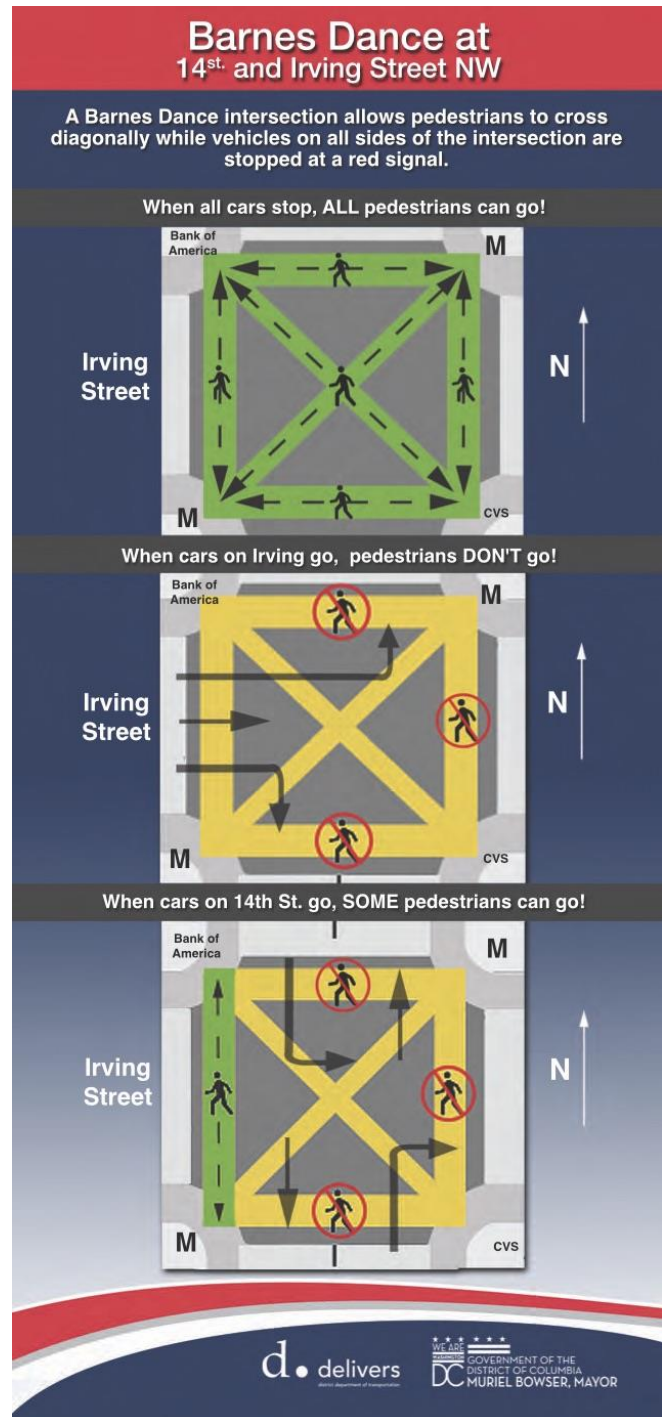 Barnes Dance at
14st. and Irving Street NW
A Barnes Dance intersection allows pedestrians to cross
diagonally while vehicles on all sides of the intersection are
stopped at a red signal.
When all cars stop, ALL pedestrians can go!
Bank of
America
M
Irving
Street
N
M
CVS
When cars on Irving go, pedestrians DON'T go!
Bank of
America
M
Irving
Street
N
M
CVS
When cars on 14th St. go, SOME pedestrians can go!
Bank of
America
M
Irving
Street
N
M
CVS
d. delivers
district department of transportation
WE ARE
WASHINGTON
DC
GOVERNMENT OF THE
DISTRICT OF COLUMBIA
MURIEL BOWSER, MAYOR